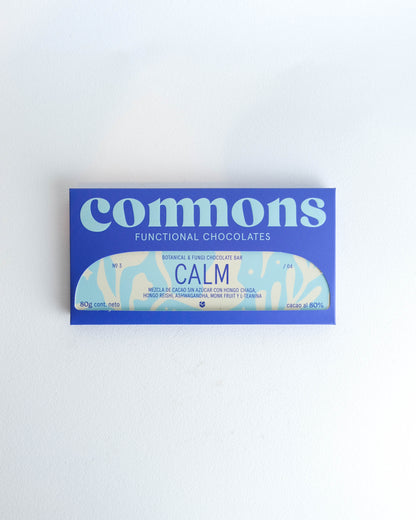 commons
FUNCTIONAL CHOCOLATES
BOTANICAL & FUNGI CHOCOLATE BAR
Nº 3
CALM
/ 04
MEZCLA DE CACAO SIN AZÚCAR CON HONGO CHAGA,
HONGO REISHI, ASHWAGANDHA, MONK FRUIT Y L-TEANINA
80g cont. neto
cacao al 80%